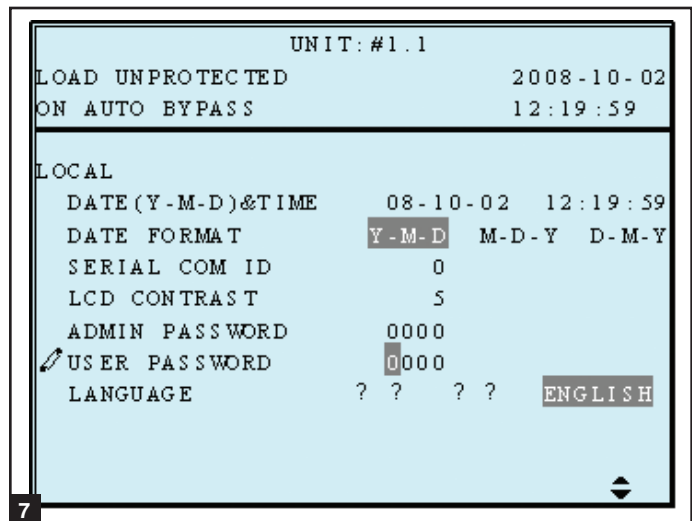 UNIT:#1.1
LOAD UNPROTECTED 2008-10-02
ON AUTO BYPASS 12:19:59
LOCAL
DATE(Y-M-D)&TIME 08-10-02 12:19:59
DATE FORMAT Y-M-D M-D-Y D-M-Y
SERIAL COM ID 0
LCD CONTRAST 5
ADMIN PASSWORD 0000
USER PASSWORD 0000
LANGUAGE ? ? ? ? ENGLISH
7